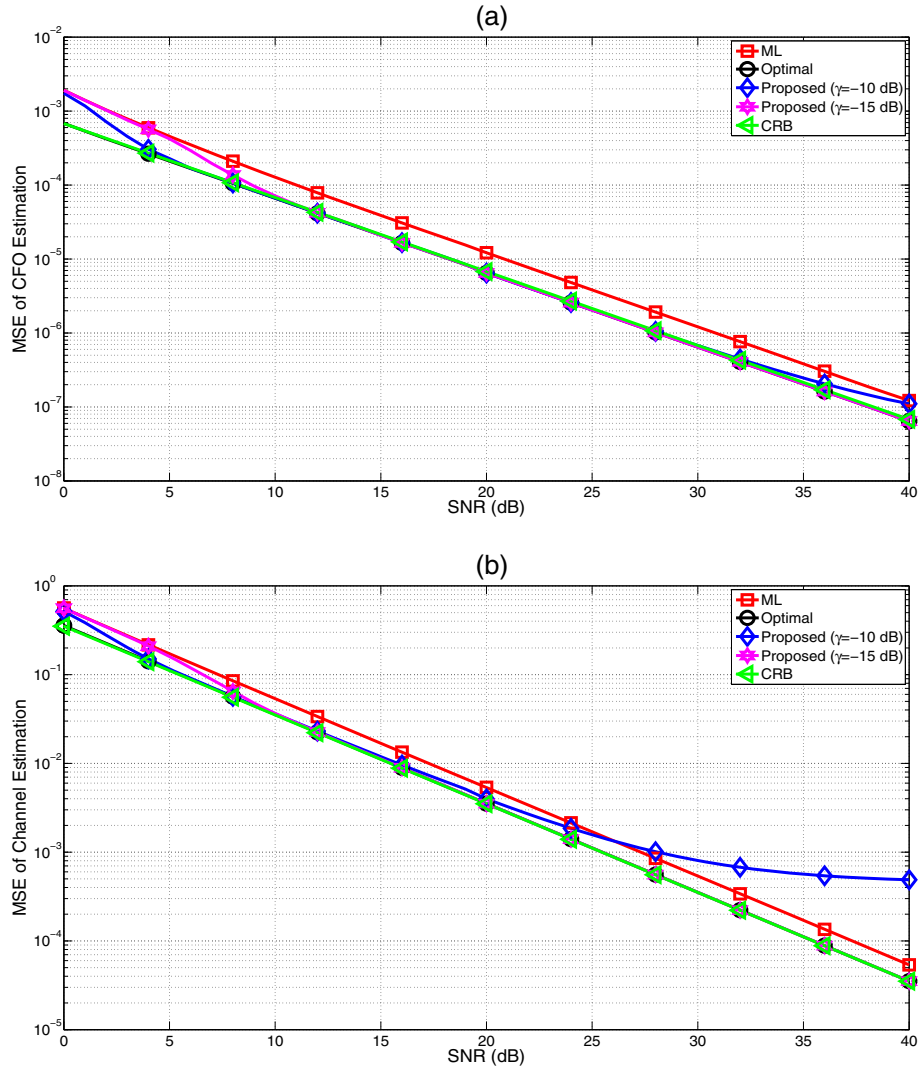 (a)
10^-2
10^-3
10^-4
10^-5
10^-6
10^-7
10^-8
MSE of CFO Estimation
0 5 10 15 20 25 30 35 40
SNR (dB)
ML
Optimal
Proposed (γ=−10 dB)
Proposed (γ=−15 dB)
CRB
(b)
10^0
10^-1
10^-2
10^-3
10^-4
10^-5
MSE of Channel Estimation
0 5 10 15 20 25 30 35 40
SNR (dB)
ML
Optimal
Proposed (γ=−10 dB)
Proposed (γ=−15 dB)
CRB